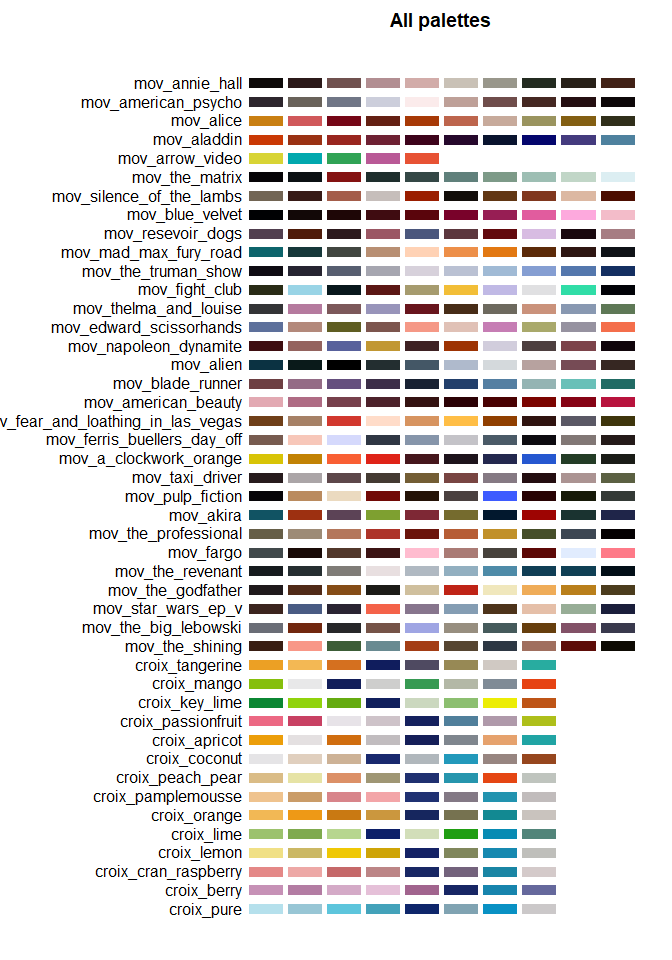 All palettes
mov_annie_hall
mov_american_psycho
mov_alice
mov_aladdin
mov_arrow_video
mov_the_matrix
mov_silence_of_the_lambs
mov_blue_velvet
mov_resevoir_dogs
mov_mad_max_fury_road
mov_the_truman_show
mov_fight_club
mov_thelma_and_louise
mov_edward_scissorhands
mov_napoleon_dynamite
mov_alien
mov_blade_runner
mov_american_beauty
v_fear_and_loathing_in_las_vegas
mov_ferris_buellers_day_off
mov_a_clockwork_orange
mov_taxi_driver
mov_pulp_fiction
mov_akira
mov_the_professional
mov_fargo
mov_the_revenant
mov_the_godfather
mov_star_wars_ep_v
mov_the_big_lebowski
mov_the_shining
croix_tangerine
croix_mango
croix_key_lime
croix_passionfruit
croix_apricot
croix_coconut
croix_peach_pear
croix_pamplemousse
croix_orange
croix_lime
croix_lemon
croix_cran_raspberry
croix_berry
croix_pure